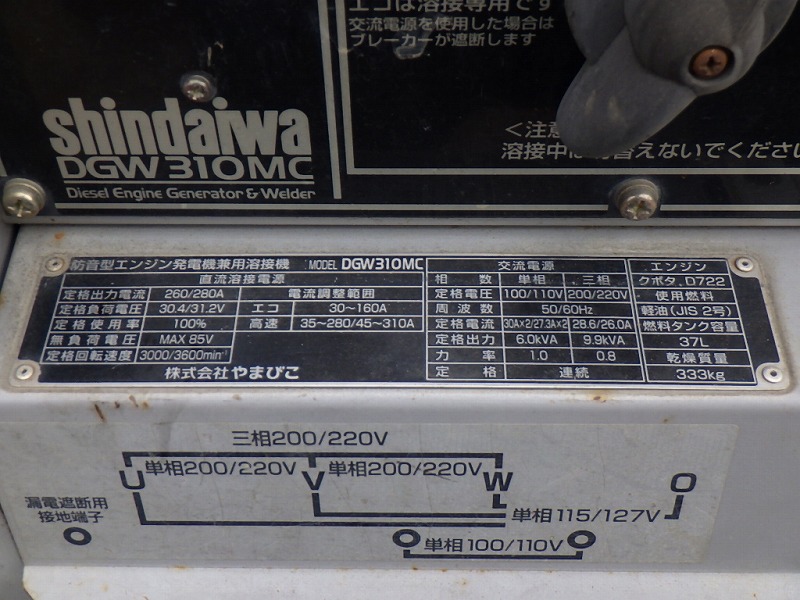 エコは溶接専用です
交流電源を使用した場合は
ブレーカーが遮断します
shindaiwa
DGW310MC
Diesel Engine Generator & Welder
<注意
溶接中は 替えないでください
防音型エンジン発電機兼用溶接機 MODEL DGW310MC
直流溶接電源
定格出力電流 260/280A 電流調整範囲
定格負荷電圧 30.4/31.2V エコ 30~160A
定格使用率 100% 高速 35~280/45~310A
無負荷電圧 MAX 85V
定格回転速度 3000/3600min⁻¹
株式会社やまびこ
交流電源
相数 単相 三相
定格電圧 100/110V 200/220V
周波数 50/60Hz
定格電流 30A×2/27.3A×2 28.6/26.0A
定格出力 6.0kVA 9.9kVA
力率 1.0 0.8
定格 連続
エンジン
クボタ、D722
使用燃料
軽油(JIS 2号)
燃料タンク容量
37L
乾燥質量
333kg
三相200/220V
単相200/220V 単相200/220V
U V W O
漏電遮断用
接地端子
単相115/127V
単相100/110V